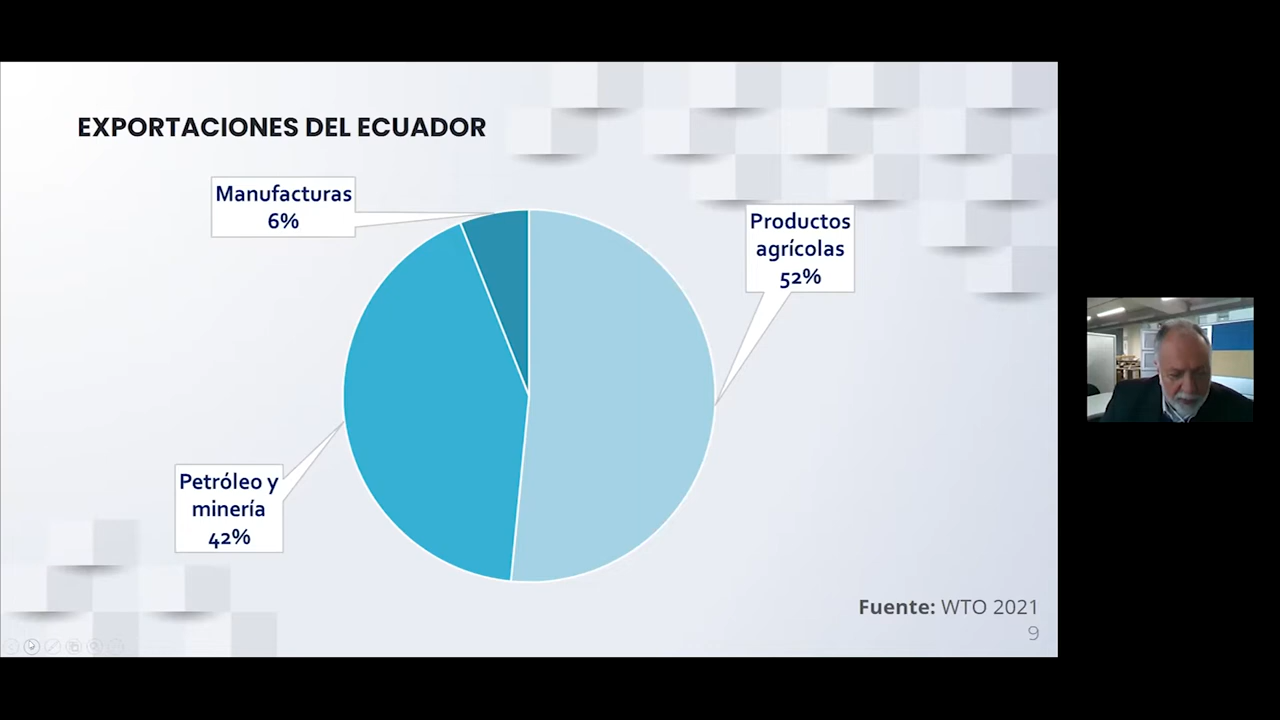 EXPORTACIONES DEL ECUADOR
Manufacturas
6%
Productos
agrícolas
52%
Petróleo y
minería
42%
Fuente: WTO 2021
9